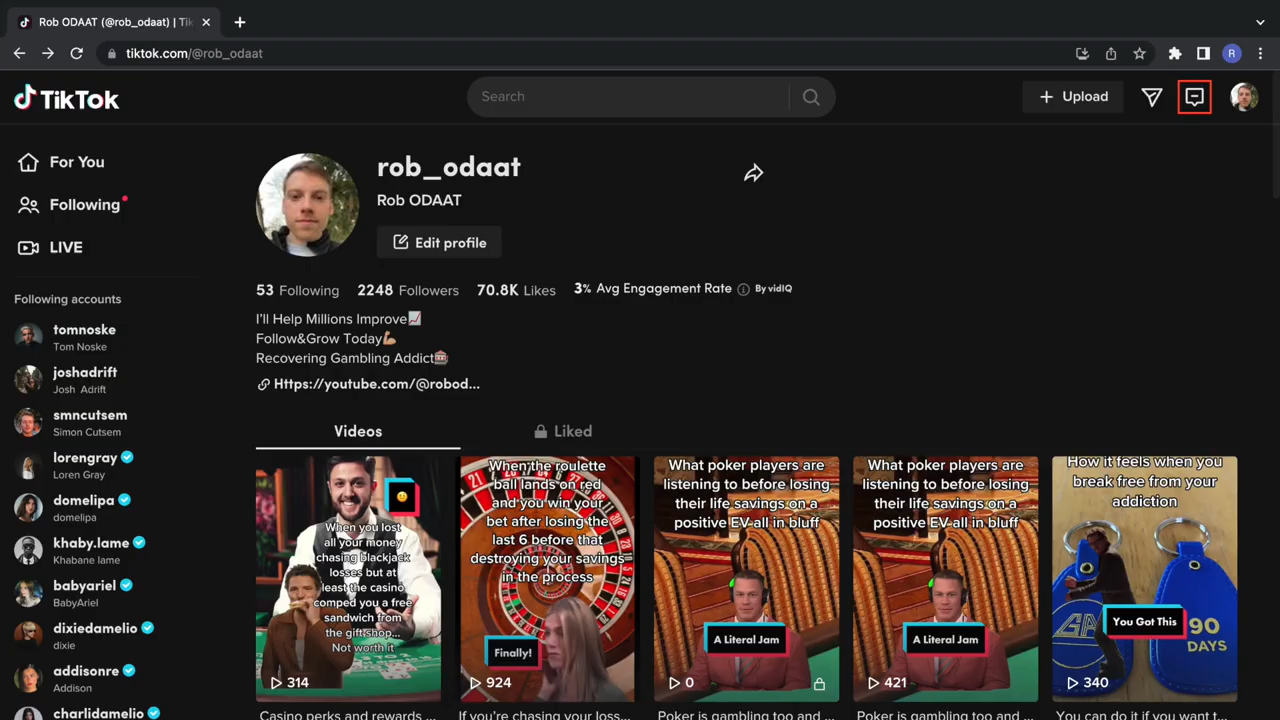 Rob ODAAT (@rob_odaat) | Tik
tiktok.com/@rob_odaat
R
TikTok
Search
Upload
For You
Following
LIVE
Following accounts
tomnoske
Tom Noske
joshadrift
Josh Adrift
smncutsem
Simon Cutsem
lorengray
Loren Gray
domelipa
domelipa
khaby.lame
Khabane lame
babyariel
BabyAriel
dixiedamelio
dixie
addisonre
Addison
charlidamelio
rob_odaat
Rob ODAAT
Edit profile
53 Following 2248 Followers 70.8K Likes 3% Avg Engagement Rate By vidIQ
I'll Help Millions Improve📈
Follow&Grow Today💪🏼
Recovering Gambling Addict🎰
Https://youtube.com/@robod...
Videos
Liked
When you lost
all your money
chasing blackjack
losses but at
least the casino
comped you a free
sandwich from
the gift shop...
Not worth it
314
Casino perks and rewards ...
When the roulette
ball lands on red
and you win your
bet after losing the
last 6 before that
destroying your savings
in the process
Finally!
924
If you're chasing your loss...
What poker players are
listening to before losing
their life savings on a
positive EV all in bluff
A Literal Jam
0
Poker is gambling too and ...
What poker players are
listening to before losing
their life savings on a
positive EV all in bluff
A Literal Jam
421
Poker is gambling too and ...
How it feels when you
break free from your
addiction
You Got This
GA
90
DAYS
340
You can do it if you want t...